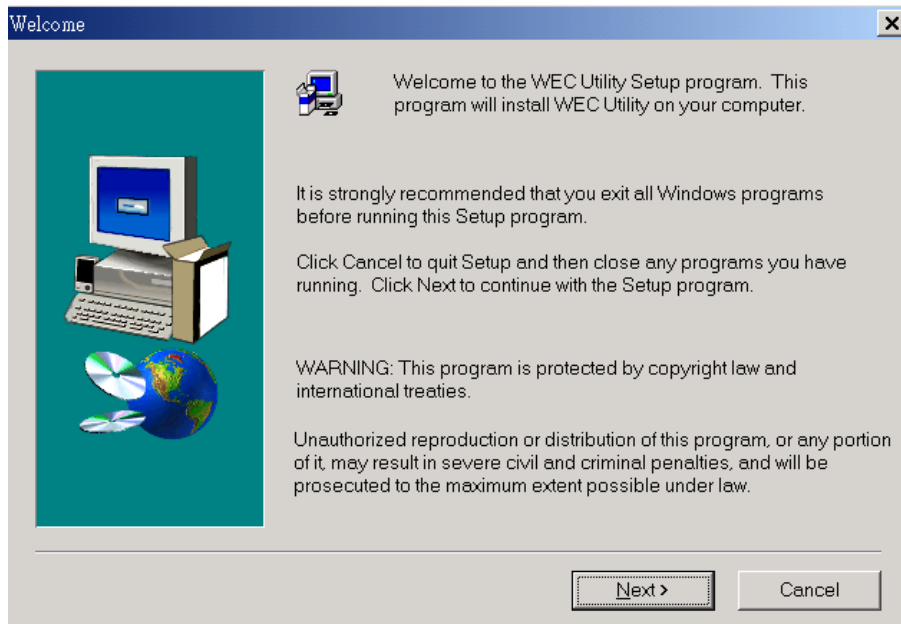 Welcome
Welcome to the WEC Utility Setup program. This
program will install WEC Utility on your computer.
It is strongly recommended that you exit all Windows programs
before running this Setup program.
Click Cancel to quit Setup and then close any programs you have
running. Click Next to continue with the Setup program.
WARNING: This program is protected by copyright law and
international treaties.
Unauthorized reproduction or distribution of this program, or any portion
of it, may result in severe civil and criminal penalties, and will be
prosecuted to the maximum extent possible under law.
Next >
Cancel